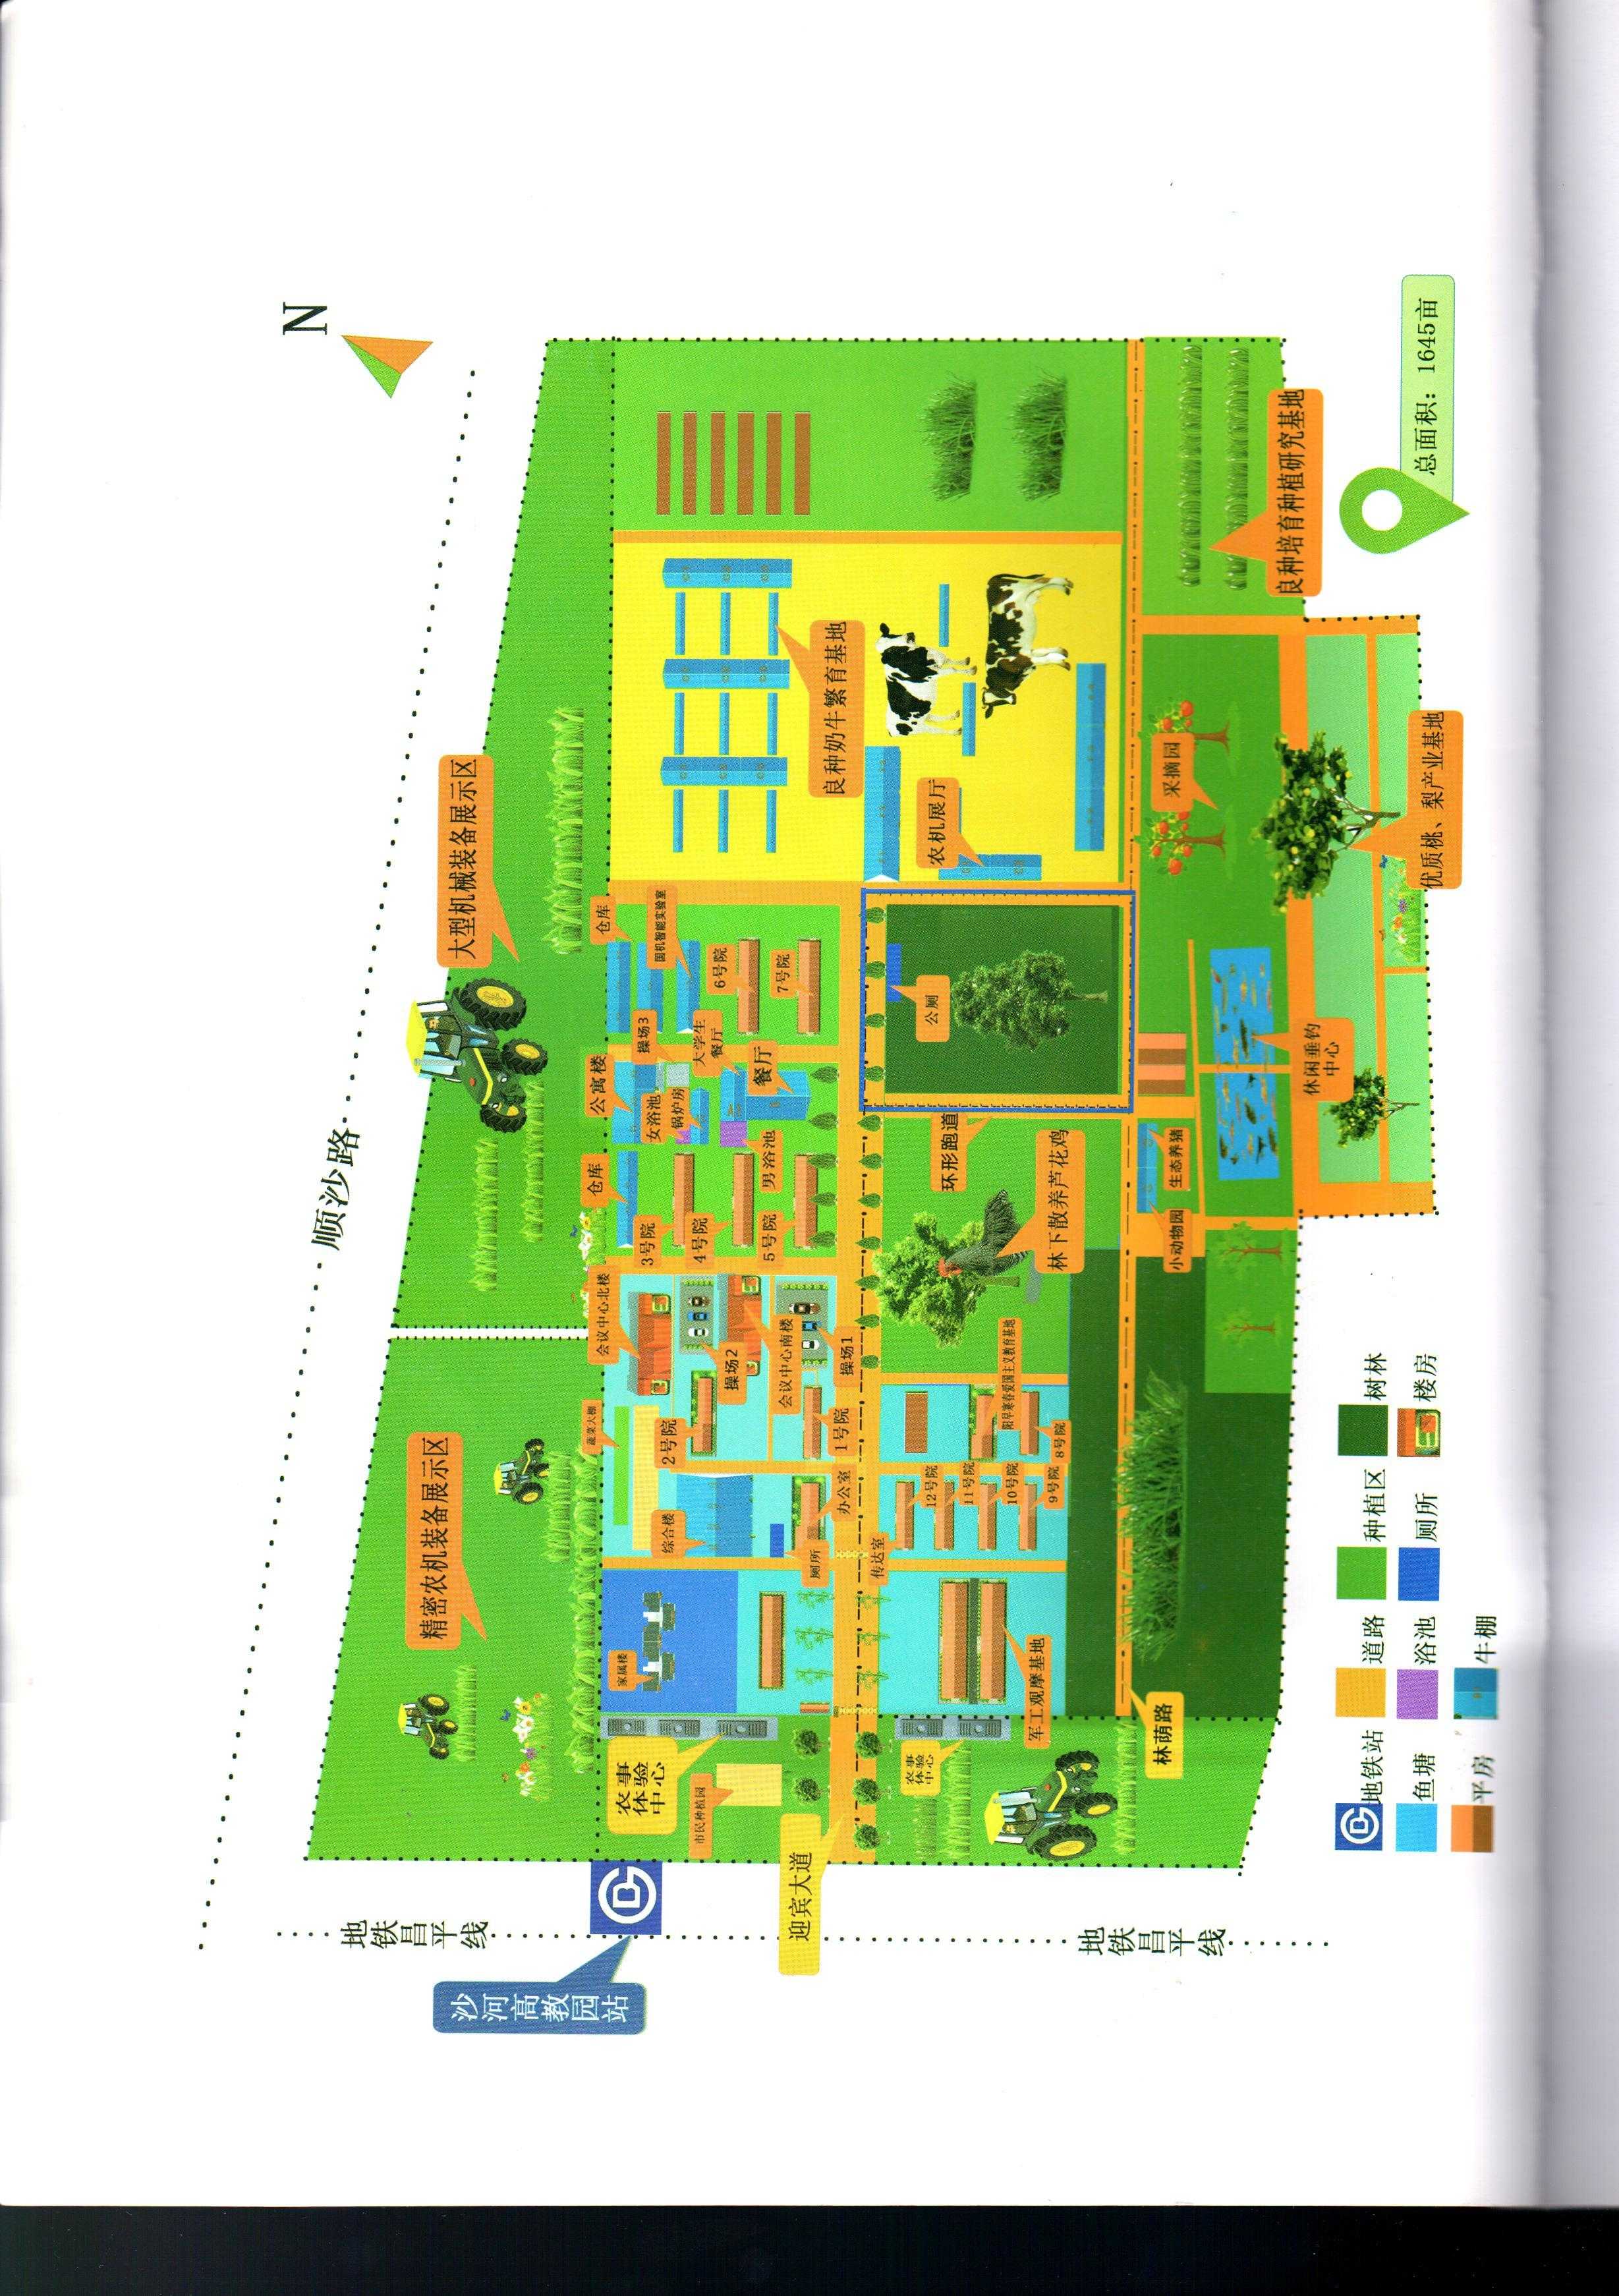 N
顺沙路
大型机械装备展示区
精密农机装备展示区
沙河高教园站
地铁昌平线
地铁昌平线
迎宾大道
农事
体验
中心
市民种植园
家属楼
综合楼
厕所
办公室
传达室
蔬菜大棚
2号院
1号院
会议中心北楼
操场2
会议中心南楼
操场1
仓库
3号院
4号院
5号院
公寓楼
女浴池
锅炉房
男浴池
操场3
大学生
餐厅
餐厅
仓库
国机智能实验室
6号院
7号院
良种奶牛繁育基地
农机展厅
公厕
环形跑道
林下散养芦花鸡
阳早寒春爱国主义教育基地
8号院
12号院
11号院
10号院
9号院
军工观摩基地
农事
体验
中心
林荫路
小动物园
生态养猪
休闲垂钓
中心
采摘园
优质桃、梨产业基地
良种培育种植研究基地
总面积：1645亩
地铁站
道路
种植区
树林
鱼塘
浴池
厕所
楼房
平房
牛棚